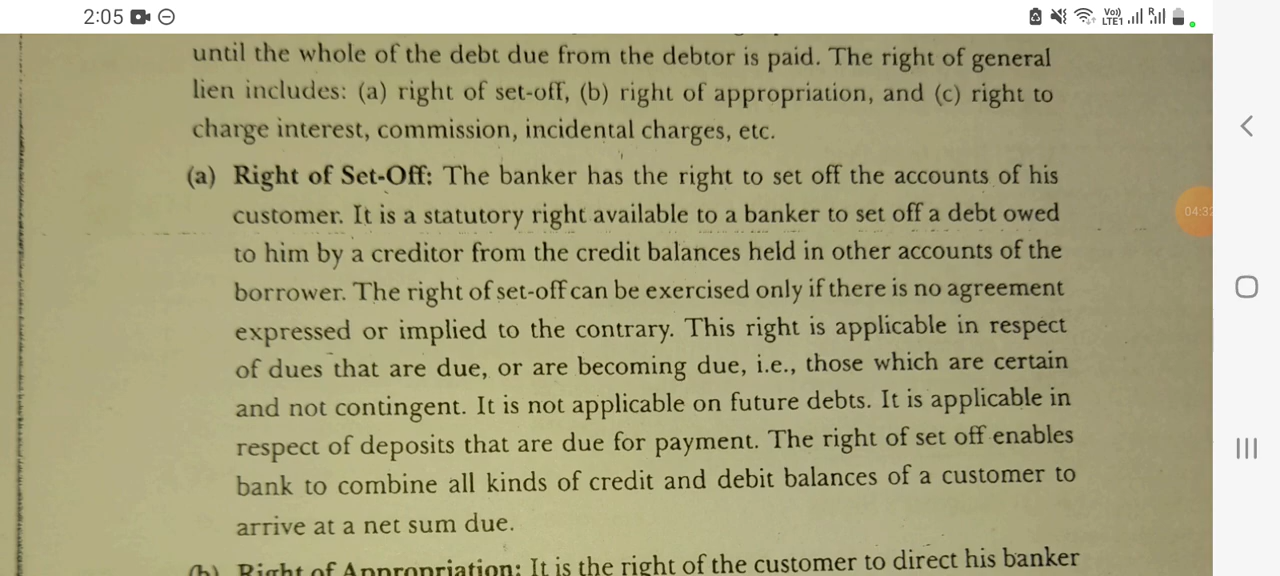 2:05
Vo)) R
LTE1
until the whole of the debt due from the debtor is paid. The right of general
lien includes: (a) right of set-off, (b) right of appropriation, and (c) right to
charge interest, commission, incidental charges, etc.
(a) Right of Set-Off: The banker has the right to set off the accounts of his
customer. It is a statutory right available to a banker to set off a debt owed
04:32
to him by a creditor from the credit balances held in other accounts of the
borrower. The right of set-off can be exercised only if there is no agreement
expressed or implied to the contrary. This right is applicable in respect
of dues that are due, or are becoming due, i.e., those which are certain
and not contingent. It is not applicable on future debts. It is applicable in
respect of deposits that are due for payment. The right of set off enables
bank to combine all kinds of credit and debit balances of a customer to
arrive at a net sum due.
(b) Right of Appropriation: It is the right of the customer to direct his banker